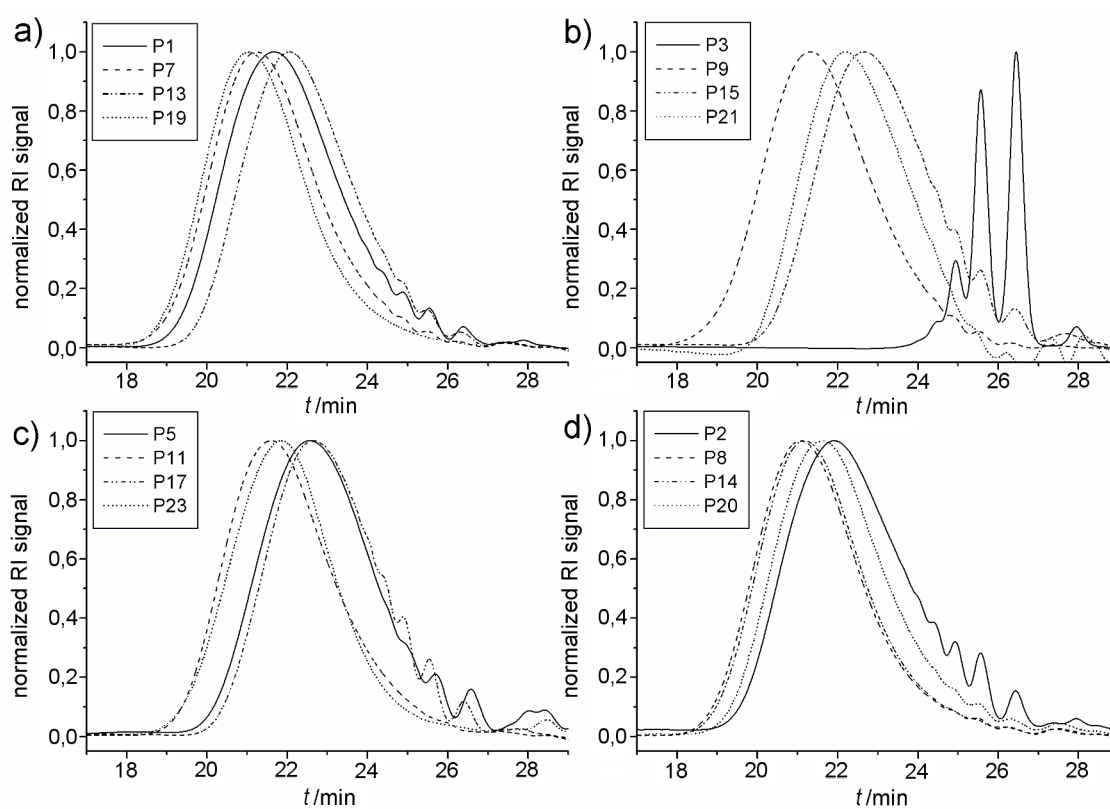 a)
P1
P7
P13
P19
normalized RI signal
1,0
0,8
0,6
0,4
0,2
0,0
18 20 22 24 26 28
t /min
b)
P3
P9
P15
P21
normalized RI signal
1,0
0,8
0,6
0,4
0,2
0,0
18 20 22 24 26 28
t /min
c)
P5
P11
P17
P23
normalized RI signal
1,0
0,8
0,6
0,4
0,2
0,0
18 20 22 24 26 28
t /min
d)
P2
P8
P14
P20
normalized RI signal
1,0
0,8
0,6
0,4
0,2
0,0
18 20 22 24 26 28
t /min